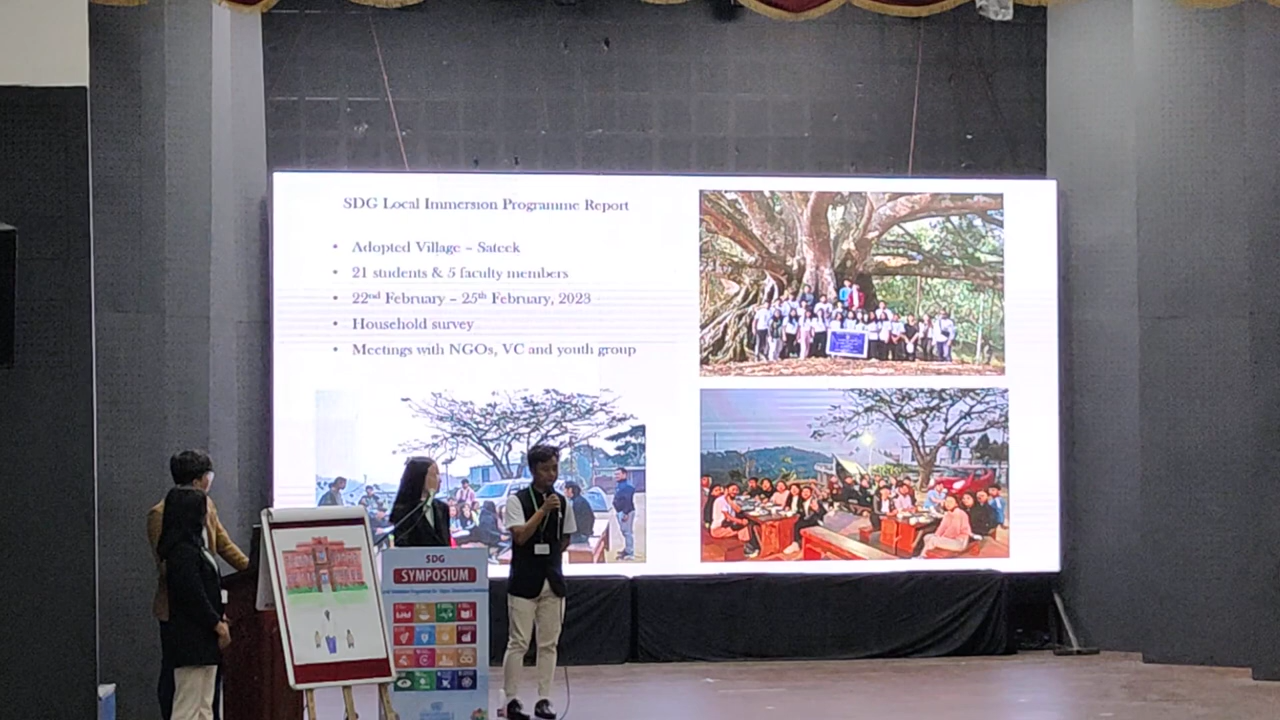 SDG Local Immersion Programme Report
• Adopted Village – Sateek
• 21 students & 5 faculty members
• 22nd February – 25th February, 2023
• Household survey
• Meetings with NGOs, VC and youth group
SDG
SYMPOSIUM